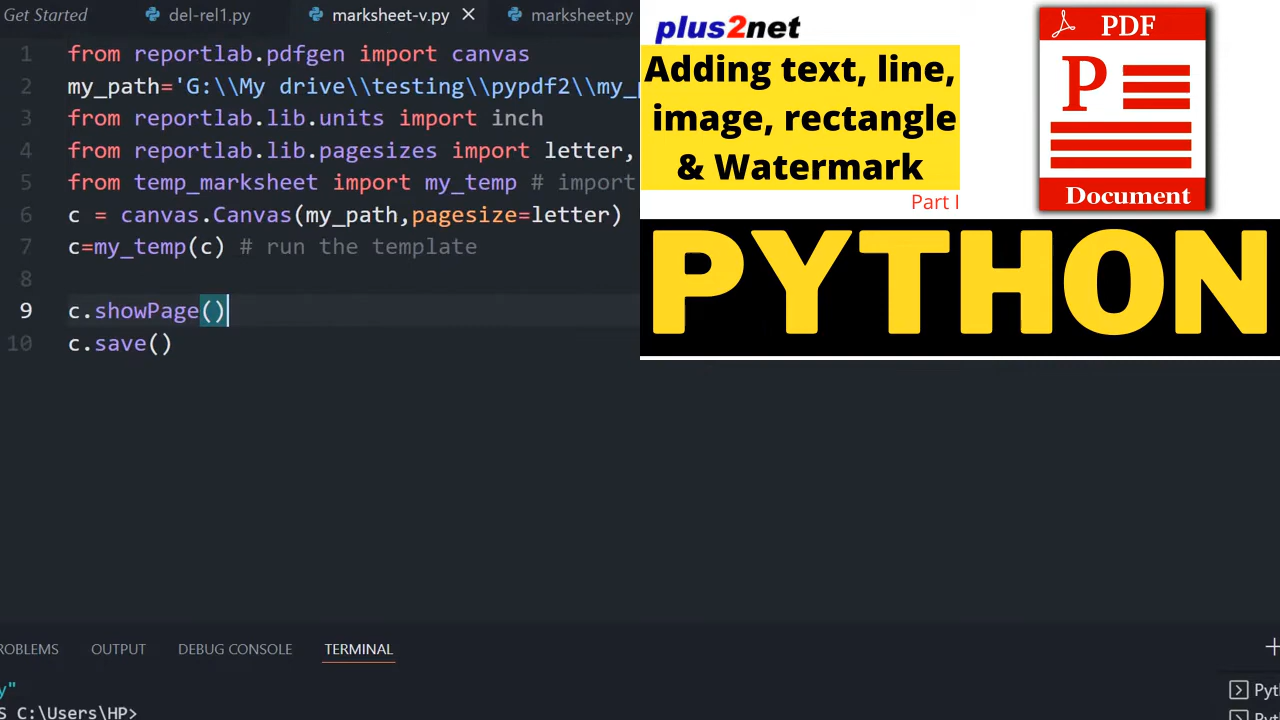 Get Started del-rel1.py marksheet-v.py × marksheet.py
1 from reportlab.pdfgen import canvas
2 my_path='G:\\My drive\\testing\\pypdf2\\my_
3 from reportlab.lib.units import inch
4 from reportlab.lib.pagesizes import letter,
5 from temp_marksheet import my_temp # import
6 c = canvas.Canvas(my_path,pagesize=letter)
7 c=my_temp(c) # run the template
8
9 c.showPage()
10 c.save()
plus2net
Adding text, line,
image, rectangle
& Watermark
Part I
PDF
P
Document
PYTHON
ROBLEMS OUTPUT DEBUG CONSOLE TERMINAL
y"
S C:\Users\HP>
Pyth